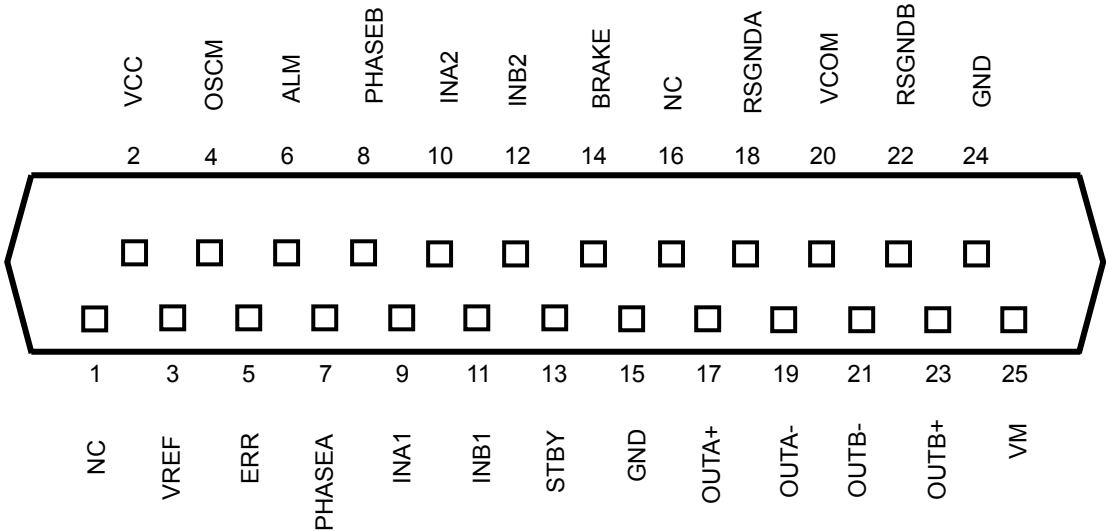 VCC OSCM ALM PHASEB INA2 INB2 BRAKE NC RSGNDA VCOM RSGNDB GND
2 4 6 8 10 12 14 16 18 20 22 24
1 3 5 7 9 11 13 15 17 19 21 23 25
NC VREF ERR PHASEA INA1 INB1 STBY GND OUTA+ OUTA- OUTB- OUTB+ VM